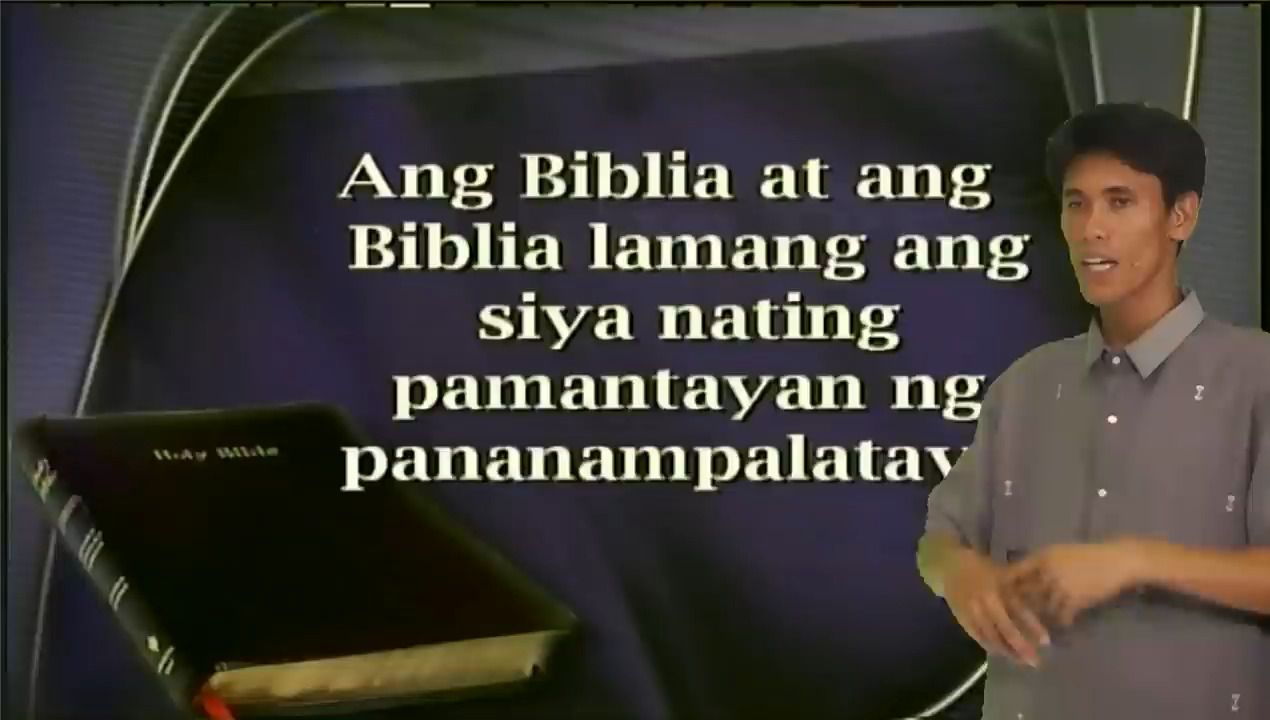 Ang Biblia at ang
Biblia lamang ang
siya nating
pamantayan ng
pananampalatay
Holy Bible